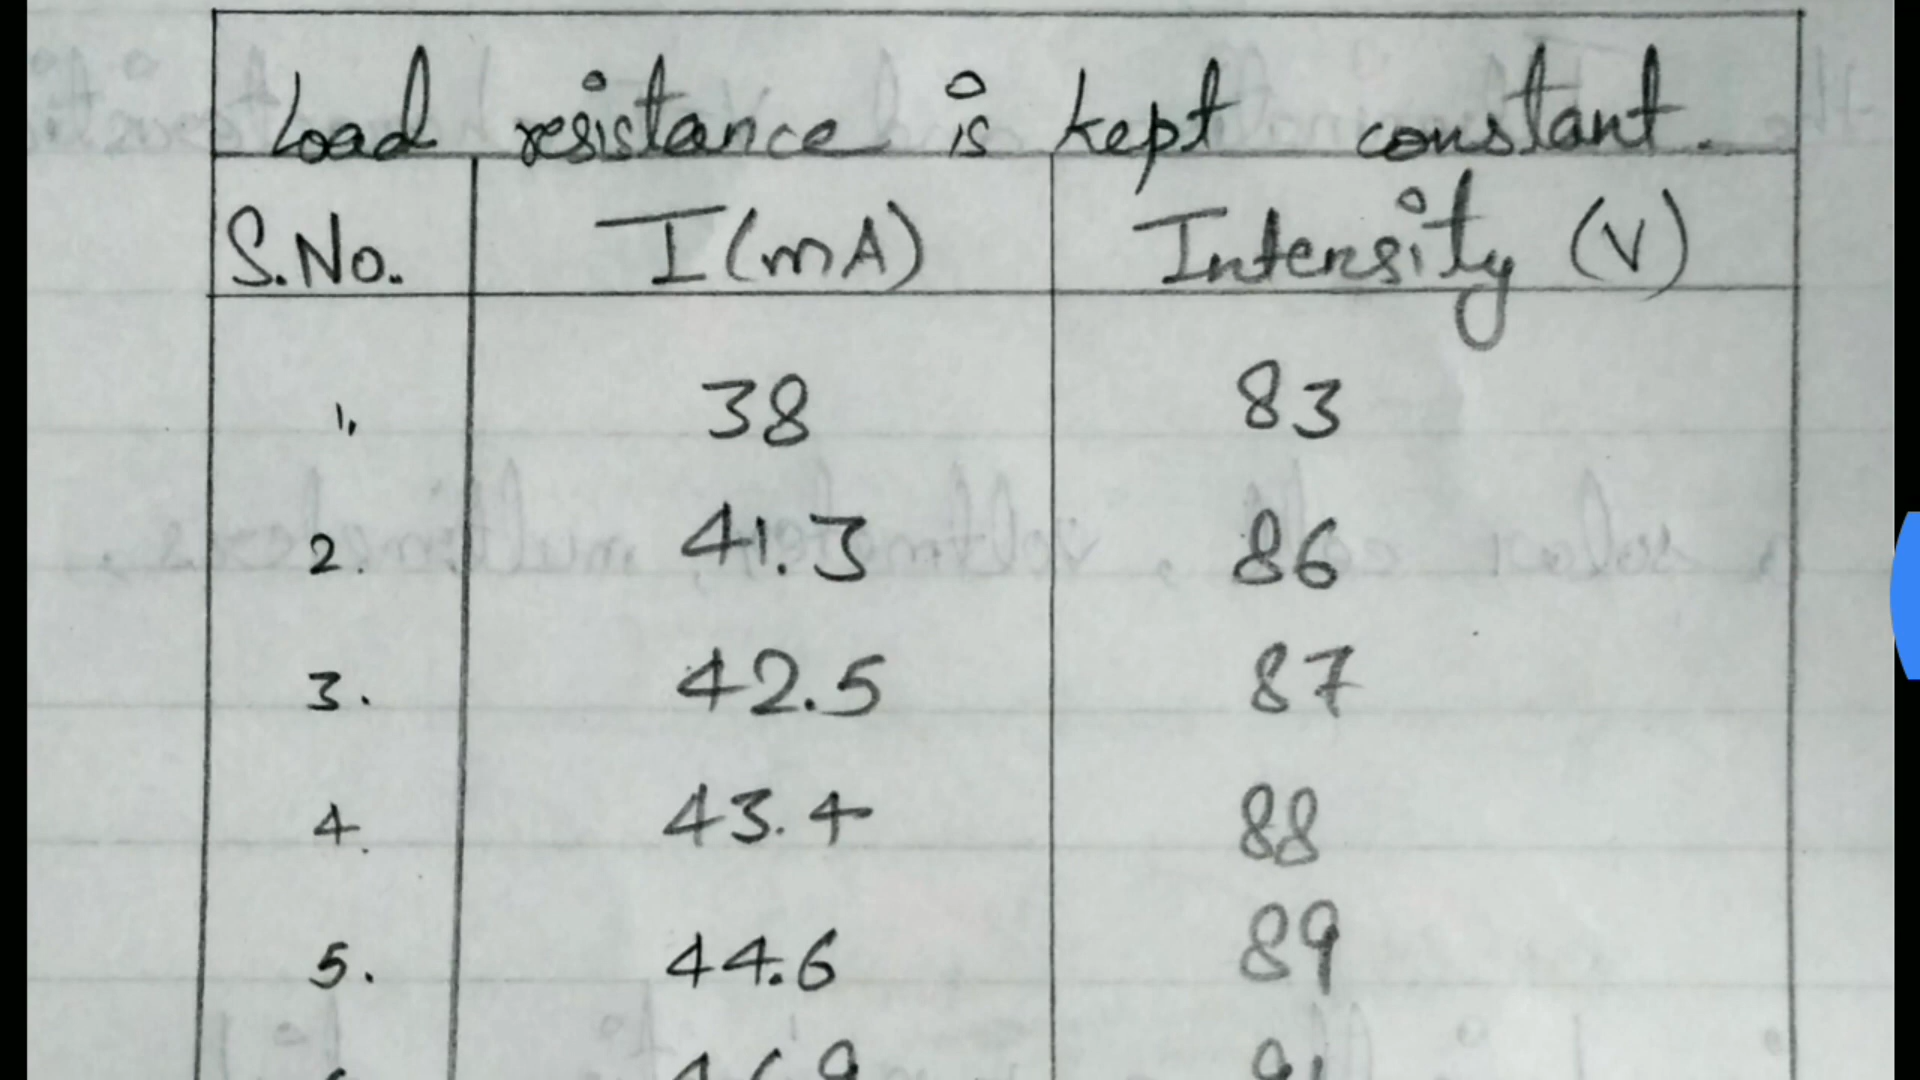 Load resistance is kept constant.
S.No. I (mA) Intensity (V)
1. 38 83
2. 41.3 86
3. 42.5 87
4. 43.4 88
5. 44.6 89